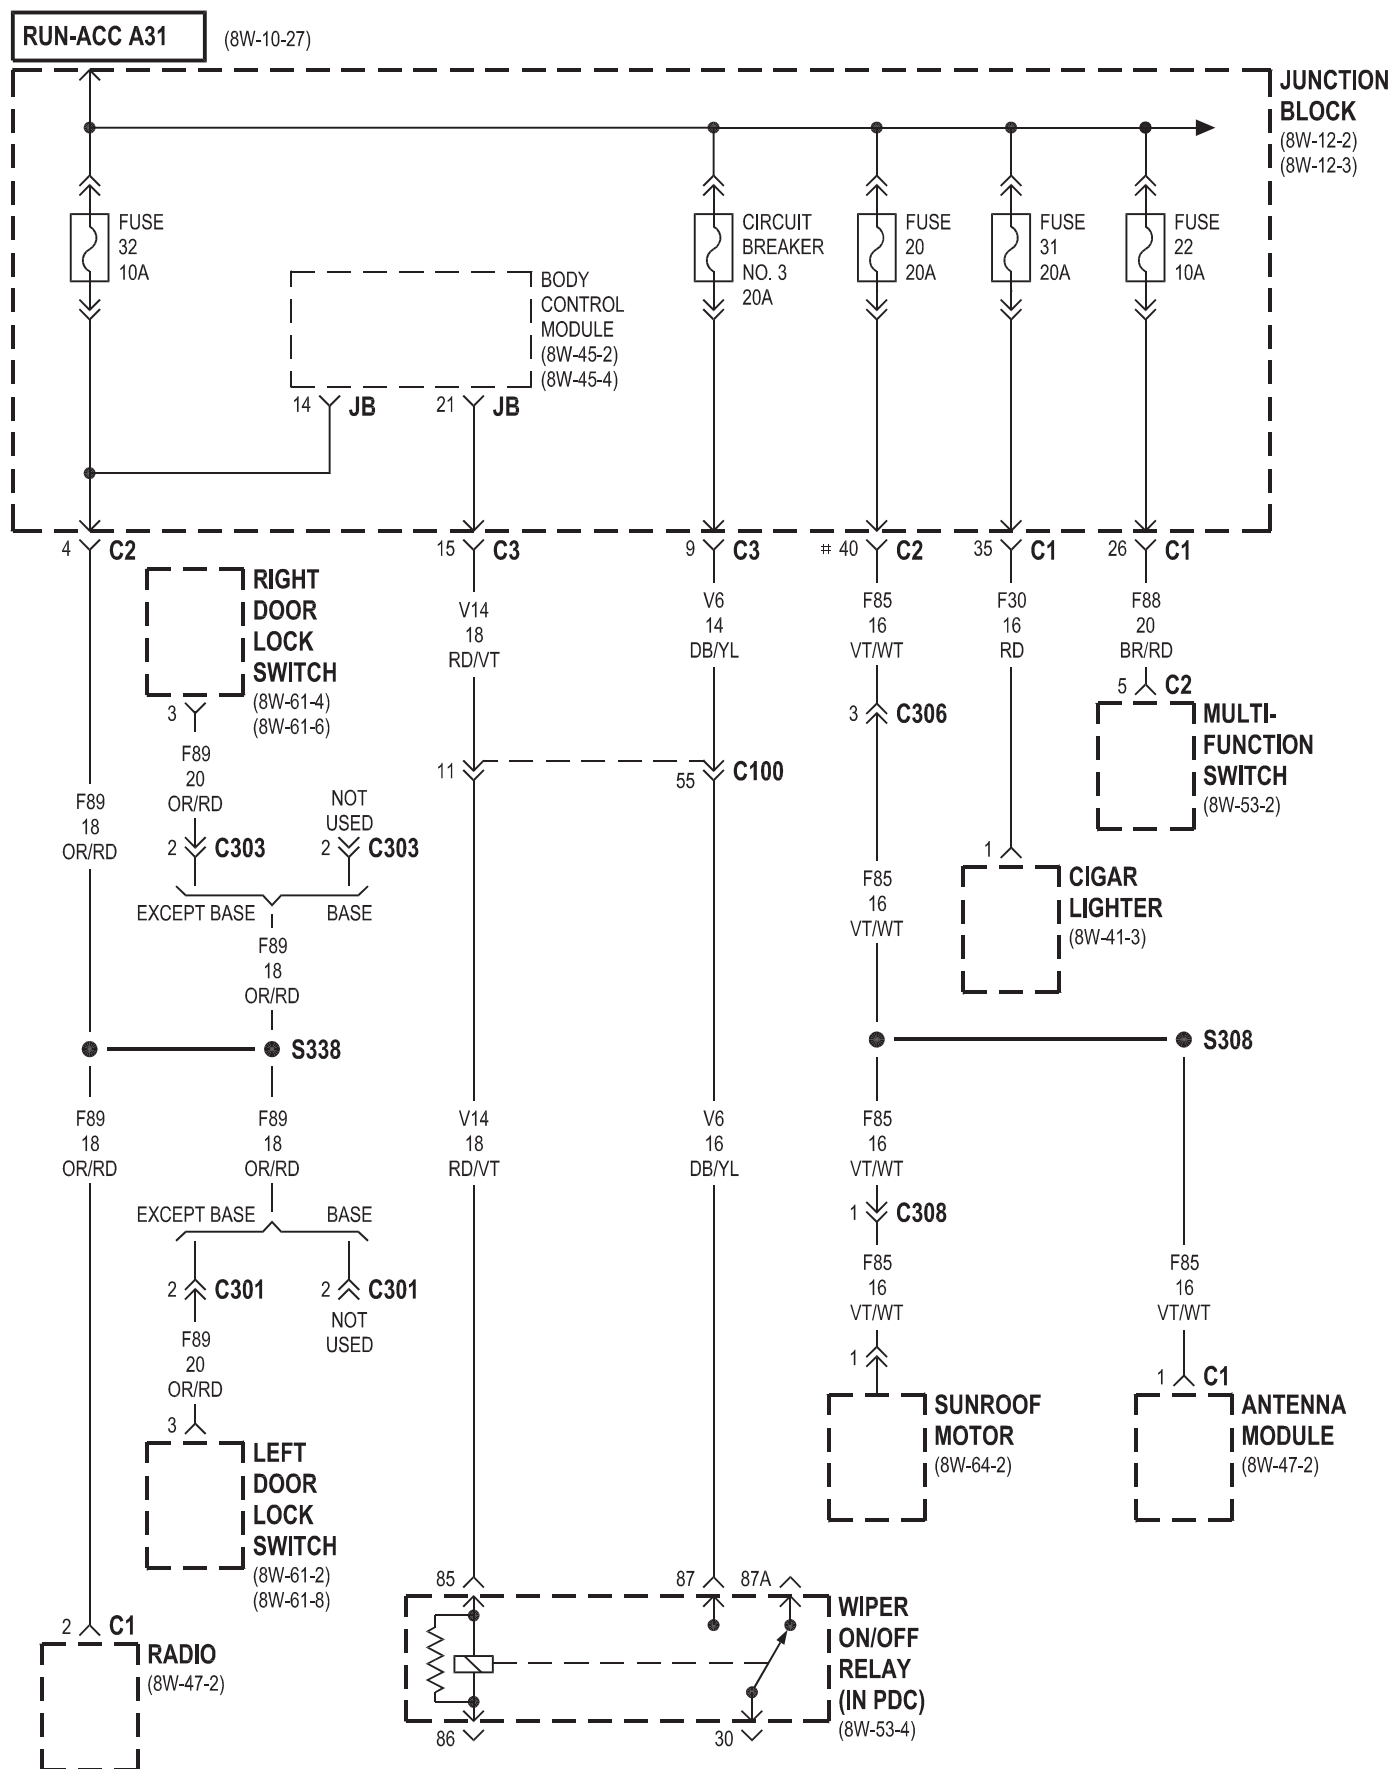 RUN-ACC A31
(8W-10-27)
JUNCTION
BLOCK
(8W-12-2)
(8W-12-3)
FUSE
32
10A
CIRCUIT
BREAKER
NO. 3
20A
FUSE
20
20A
FUSE
31
20A
FUSE
22
10A
BODY
CONTROL
MODULE
(8W-45-2)
(8W-45-4)
14 JB
21 JB
4 C2
15 C3
9 C3
# 40 C2
35 C1
26 C1
RIGHT
DOOR
LOCK
SWITCH
(8W-61-4)
(8W-61-6)
3
F89
20
OR/RD
V14
18
RD/VT
V6
14
DB/YL
F85
16
VT/WT
F30
16
RD
F88
20
BR/RD
5 C2
MULTI-
FUNCTION
SWITCH
(8W-53-2)
3 C306
11
55 C100
F89
18
OR/RD
NOT
USED
2 C303
2 C303
EXCEPT BASE
BASE
F89
18
OR/RD
F85
16
VT/WT
1
CIGAR
LIGHTER
(8W-41-3)
S338
S308
F89
18
OR/RD
F89
18
OR/RD
V14
18
RD/VT
V6
16
DB/YL
F85
16
VT/WT
EXCEPT BASE
BASE
1 C308
2 C301
2 C301
NOT
USED
F89
20
OR/RD
F85
16
VT/WT
F85
16
VT/WT
3
LEFT
DOOR
LOCK
SWITCH
(8W-61-2)
(8W-61-8)
1
SUNROOF
MOTOR
(8W-64-2)
1 C1
ANTENNA
MODULE
(8W-47-2)
2 C1
RADIO
(8W-47-2)
85
87
87A
WIPER
ON/OFF
RELAY
(IN PDC)
(8W-53-4)
86
30